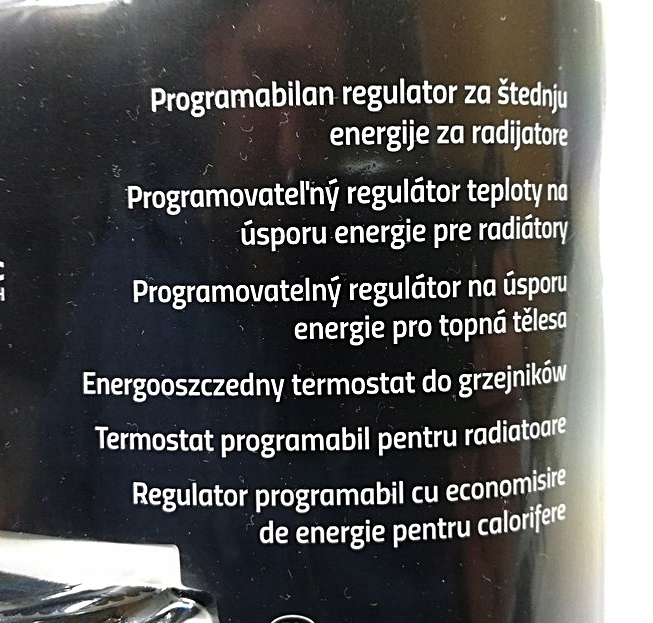 Programabilan regulator za štednju
energije za radijatore
Programovateľný regulátor teploty na
úsporu energie pre radiátory
Programovatelný regulátor na úsporu
energie pro topná tělesa
Energooszczedny termostat do grzejników
Termostat programabil pentru radiatoare
Regulator programabil cu economisire
de energie pentru calorifere